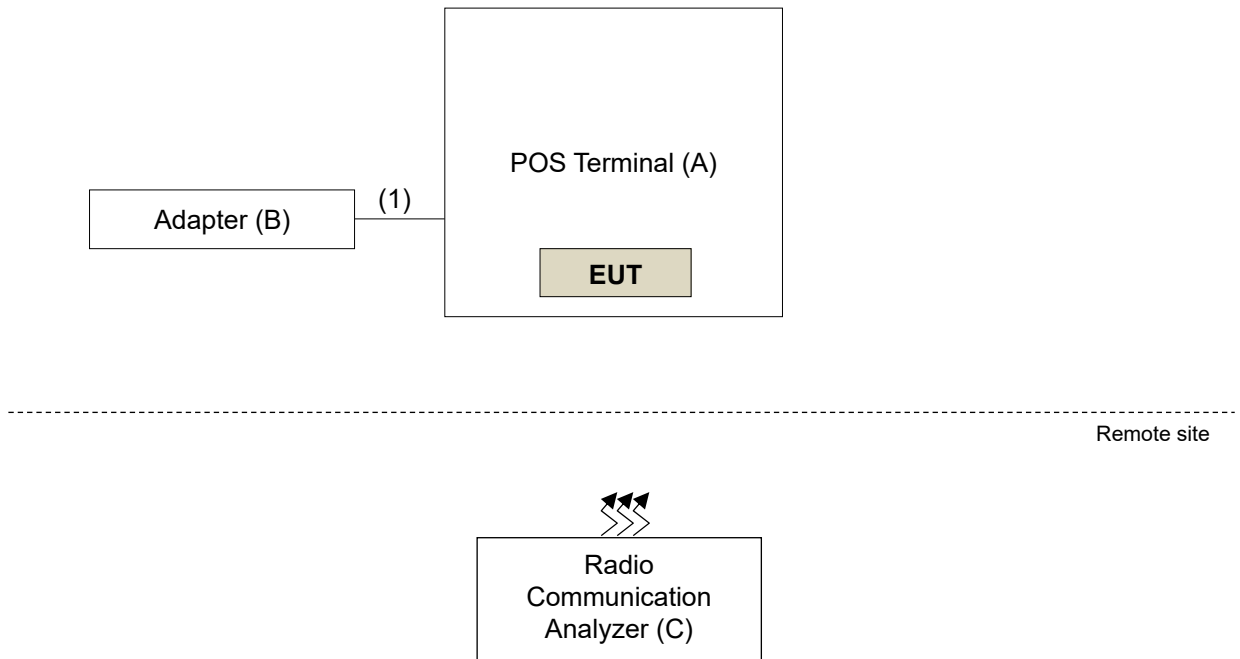 POS Terminal (A)
(1)
Adapter (B)
EUT
Remote site
Radio
Communication
Analyzer (C)